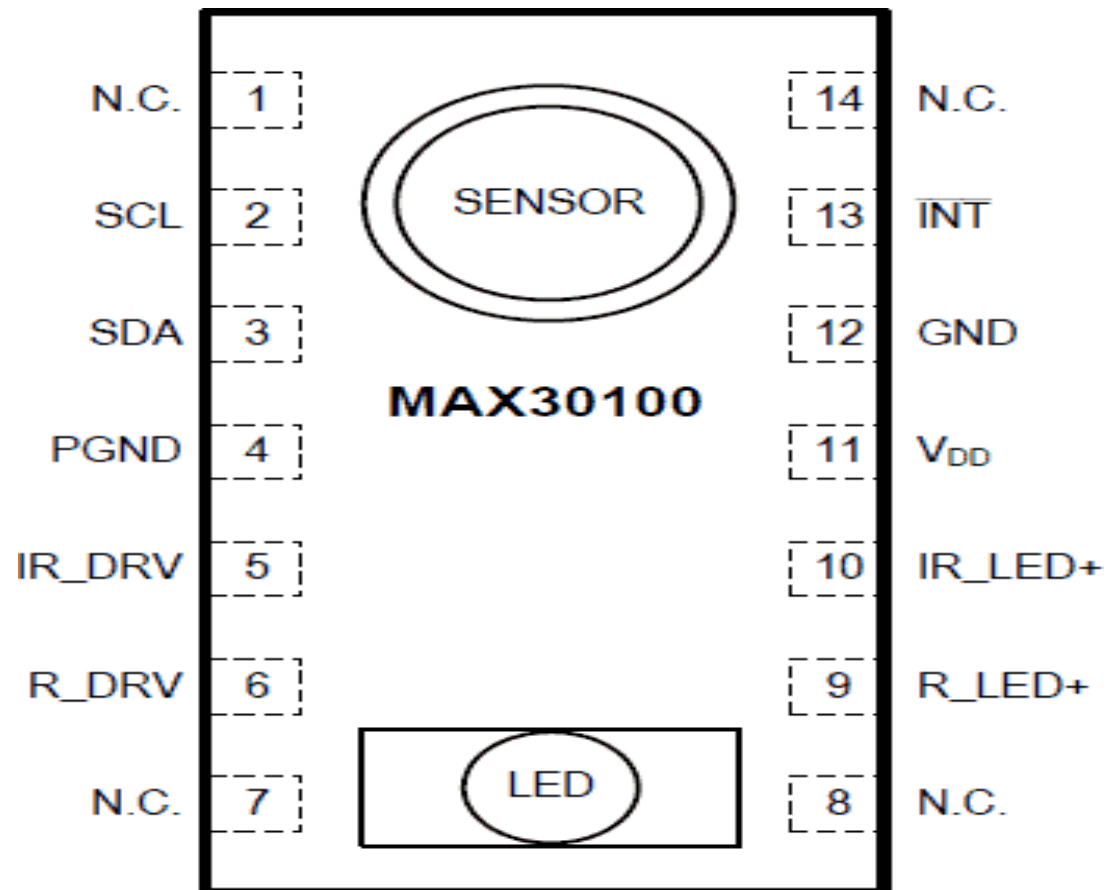 N.C. 1 14 N.C.
SENSOR
SCL 2 13 INT
SDA 3 12 GND
MAX30100
PGND 4 11 VDD
IR_DRV 5 10 IR_LED+
R_DRV 6 9 R_LED+
LED
N.C. 7 8 N.C.